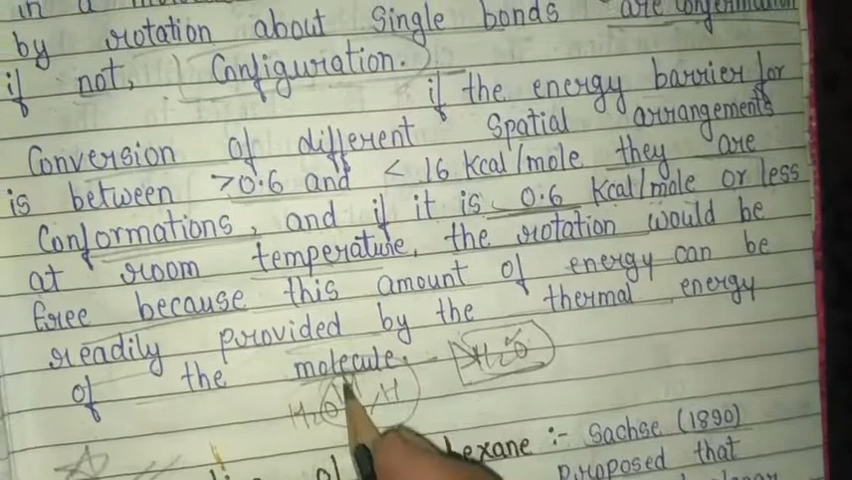 in a
by rotation about Single bonds are
if not, Configuration.
if the energy barrier for
Conversion of different Spatial arrangements
is between >0.6 and < 16 Kcal/mole they are
Conformations, and if it is 0.6 Kcal/mole or less
at room temperature, the rotation would be
free because this amount of energy can be
readily provided by the thermal energy
of the molecule.
H2O
hexane :- Sachse (1890)
proposed that